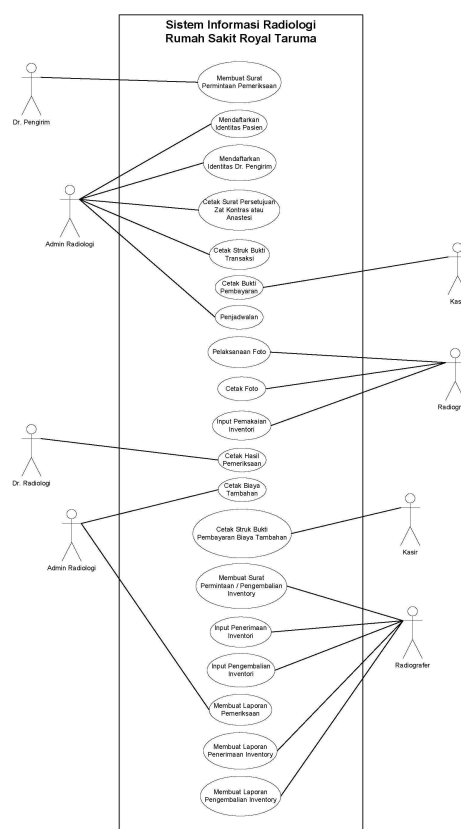 Sistem Informasi Radiologi
Rumah Sakit Royal Taruma
Membuat Surat
Permintaan Pemeriksaan
Dr. Pengirim
Mendaftarkan
Identitas Pasien
Mendaftarkan
Identitas Dr. Pengirim
Cetak Surat Persetujuan
Zat Kontras atau
Anastesi
Admin Radiologi
Cetak Struk Bukti
Transaksi
Cetak Bukti
Pembayaran
Kas
Penjadwalan
Pelaksanaan Foto
Cetak Foto
Radiogra
Input Pemakaian
Inventori
Cetak Hasil
Pemeriksaan
Dr. Radiologi
Cetak Biaya
Tambahan
Cetak Struk Bukti
Pembayaran Biaya Tambahan
Kasir
Admin Radiologi
Membuat Surat
Permintaan / Pengembalian
Inventory
Input Penerimaan
Inventori
Radiografer
Input Pengembalian
Inventori
Membuat Laporan
Pemeriksaan
Membuat Laporan
Penerimaan Inventory
Membuat Laporan
Pengembalian Inventory